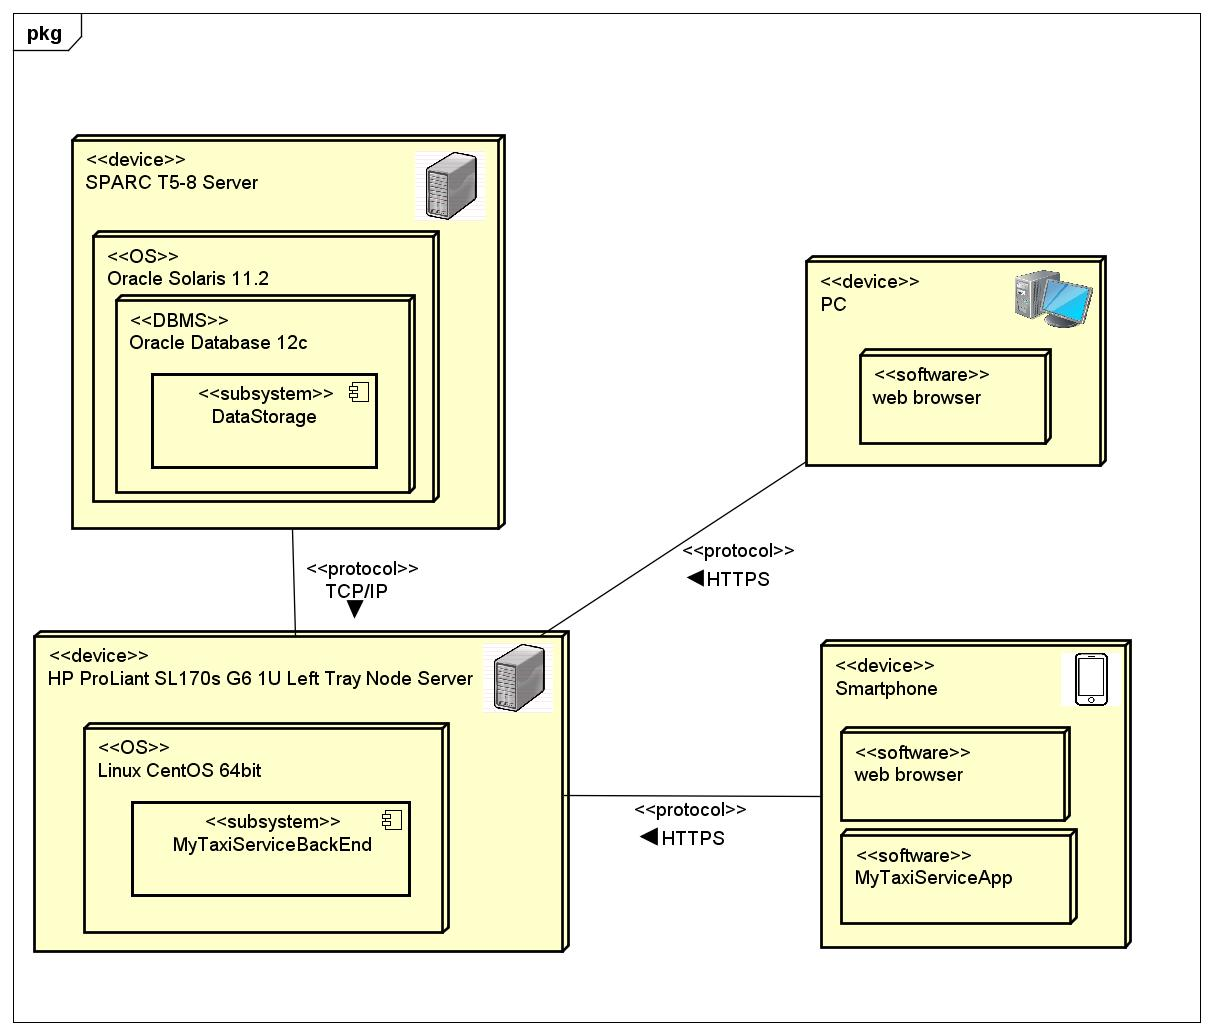 pkg
<<device>>
SPARC T5-8 Server
<<OS>>
Oracle Solaris 11.2
<<DBMS>>
Oracle Database 12c
<<subsystem>>
DataStorage
<<device>>
PC
<<software>>
web browser
<<protocol>>
TCP/IP
<<protocol>>
HTTPS
<<device>>
HP ProLiant SL170s G6 1U Left Tray Node Server
<<OS>>
Linux CentOS 64bit
<<subsystem>>
MyTaxiServiceBackEnd
<<protocol>>
HTTPS
<<device>>
Smartphone
<<software>>
web browser
<<software>>
MyTaxiServiceApp